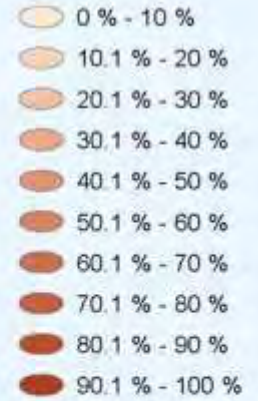 0 % - 10 %
10.1 % - 20 %
20.1 % - 30 %
30.1 % - 40 %
40.1 % - 50 %
50.1 % - 60 %
60.1 % - 70 %
70.1 % - 80 %
80.1 % - 90 %
90.1 % - 100 %